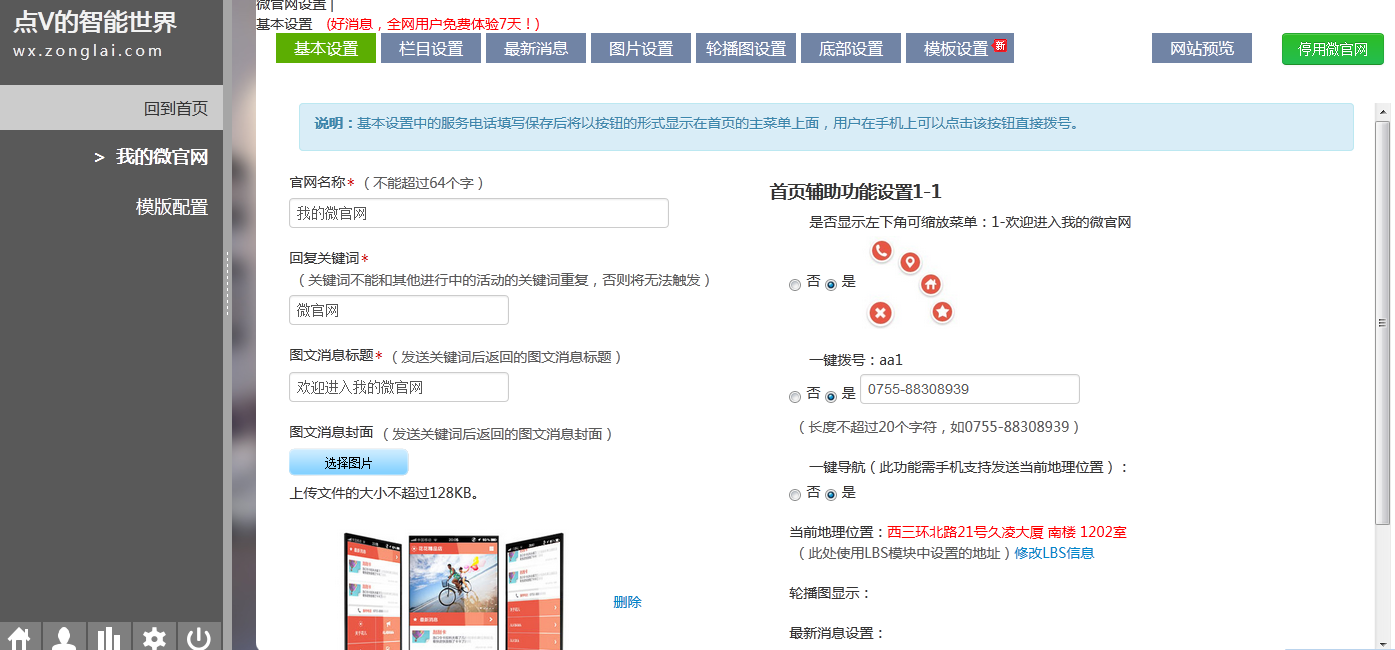 点V的智能世界
wx.zonglai.com
回到首页
> 我的微官网
模版配置
微官网设置 |
基本设置 (好消息，全网用户免费体验7天！)
基本设置 栏目设置 最新消息 图片设置 轮播图设置 底部设置 模板设置 新 网站预览 停用微官网
说明：基本设置中的服务电话填写保存后将以按钮的形式显示在首页的主菜单上面，用户在手机上可以点击该按钮直接拨号。
官网名称*（不能超过64个字）
我的微官网
回复关键词*
（关键词不能和其他进行中的活动的关键词重复，否则将无法触发）
微官网
图文消息标题*（发送关键词后返回的图文消息标题）
欢迎进入我的微官网
图文消息封面（发送关键词后返回的图文消息封面）
选择图片
上传文件的大小不超过128KB。
删除
首页辅助功能设置1-1
是否显示左下角可缩放菜单：1-欢迎进入我的微官网
否 是
一键拨号：aa1
否 是 0755-88308939
（长度不超过20个字符，如0755-88308939）
一键导航（此功能需手机支持发送当前地理位置）：
否 是
当前地理位置：西三环北路21号久凌大厦 南楼 1202室
（此处使用LBS模块中设置的地址）修改LBS信息
轮播图显示：
最新消息设置：